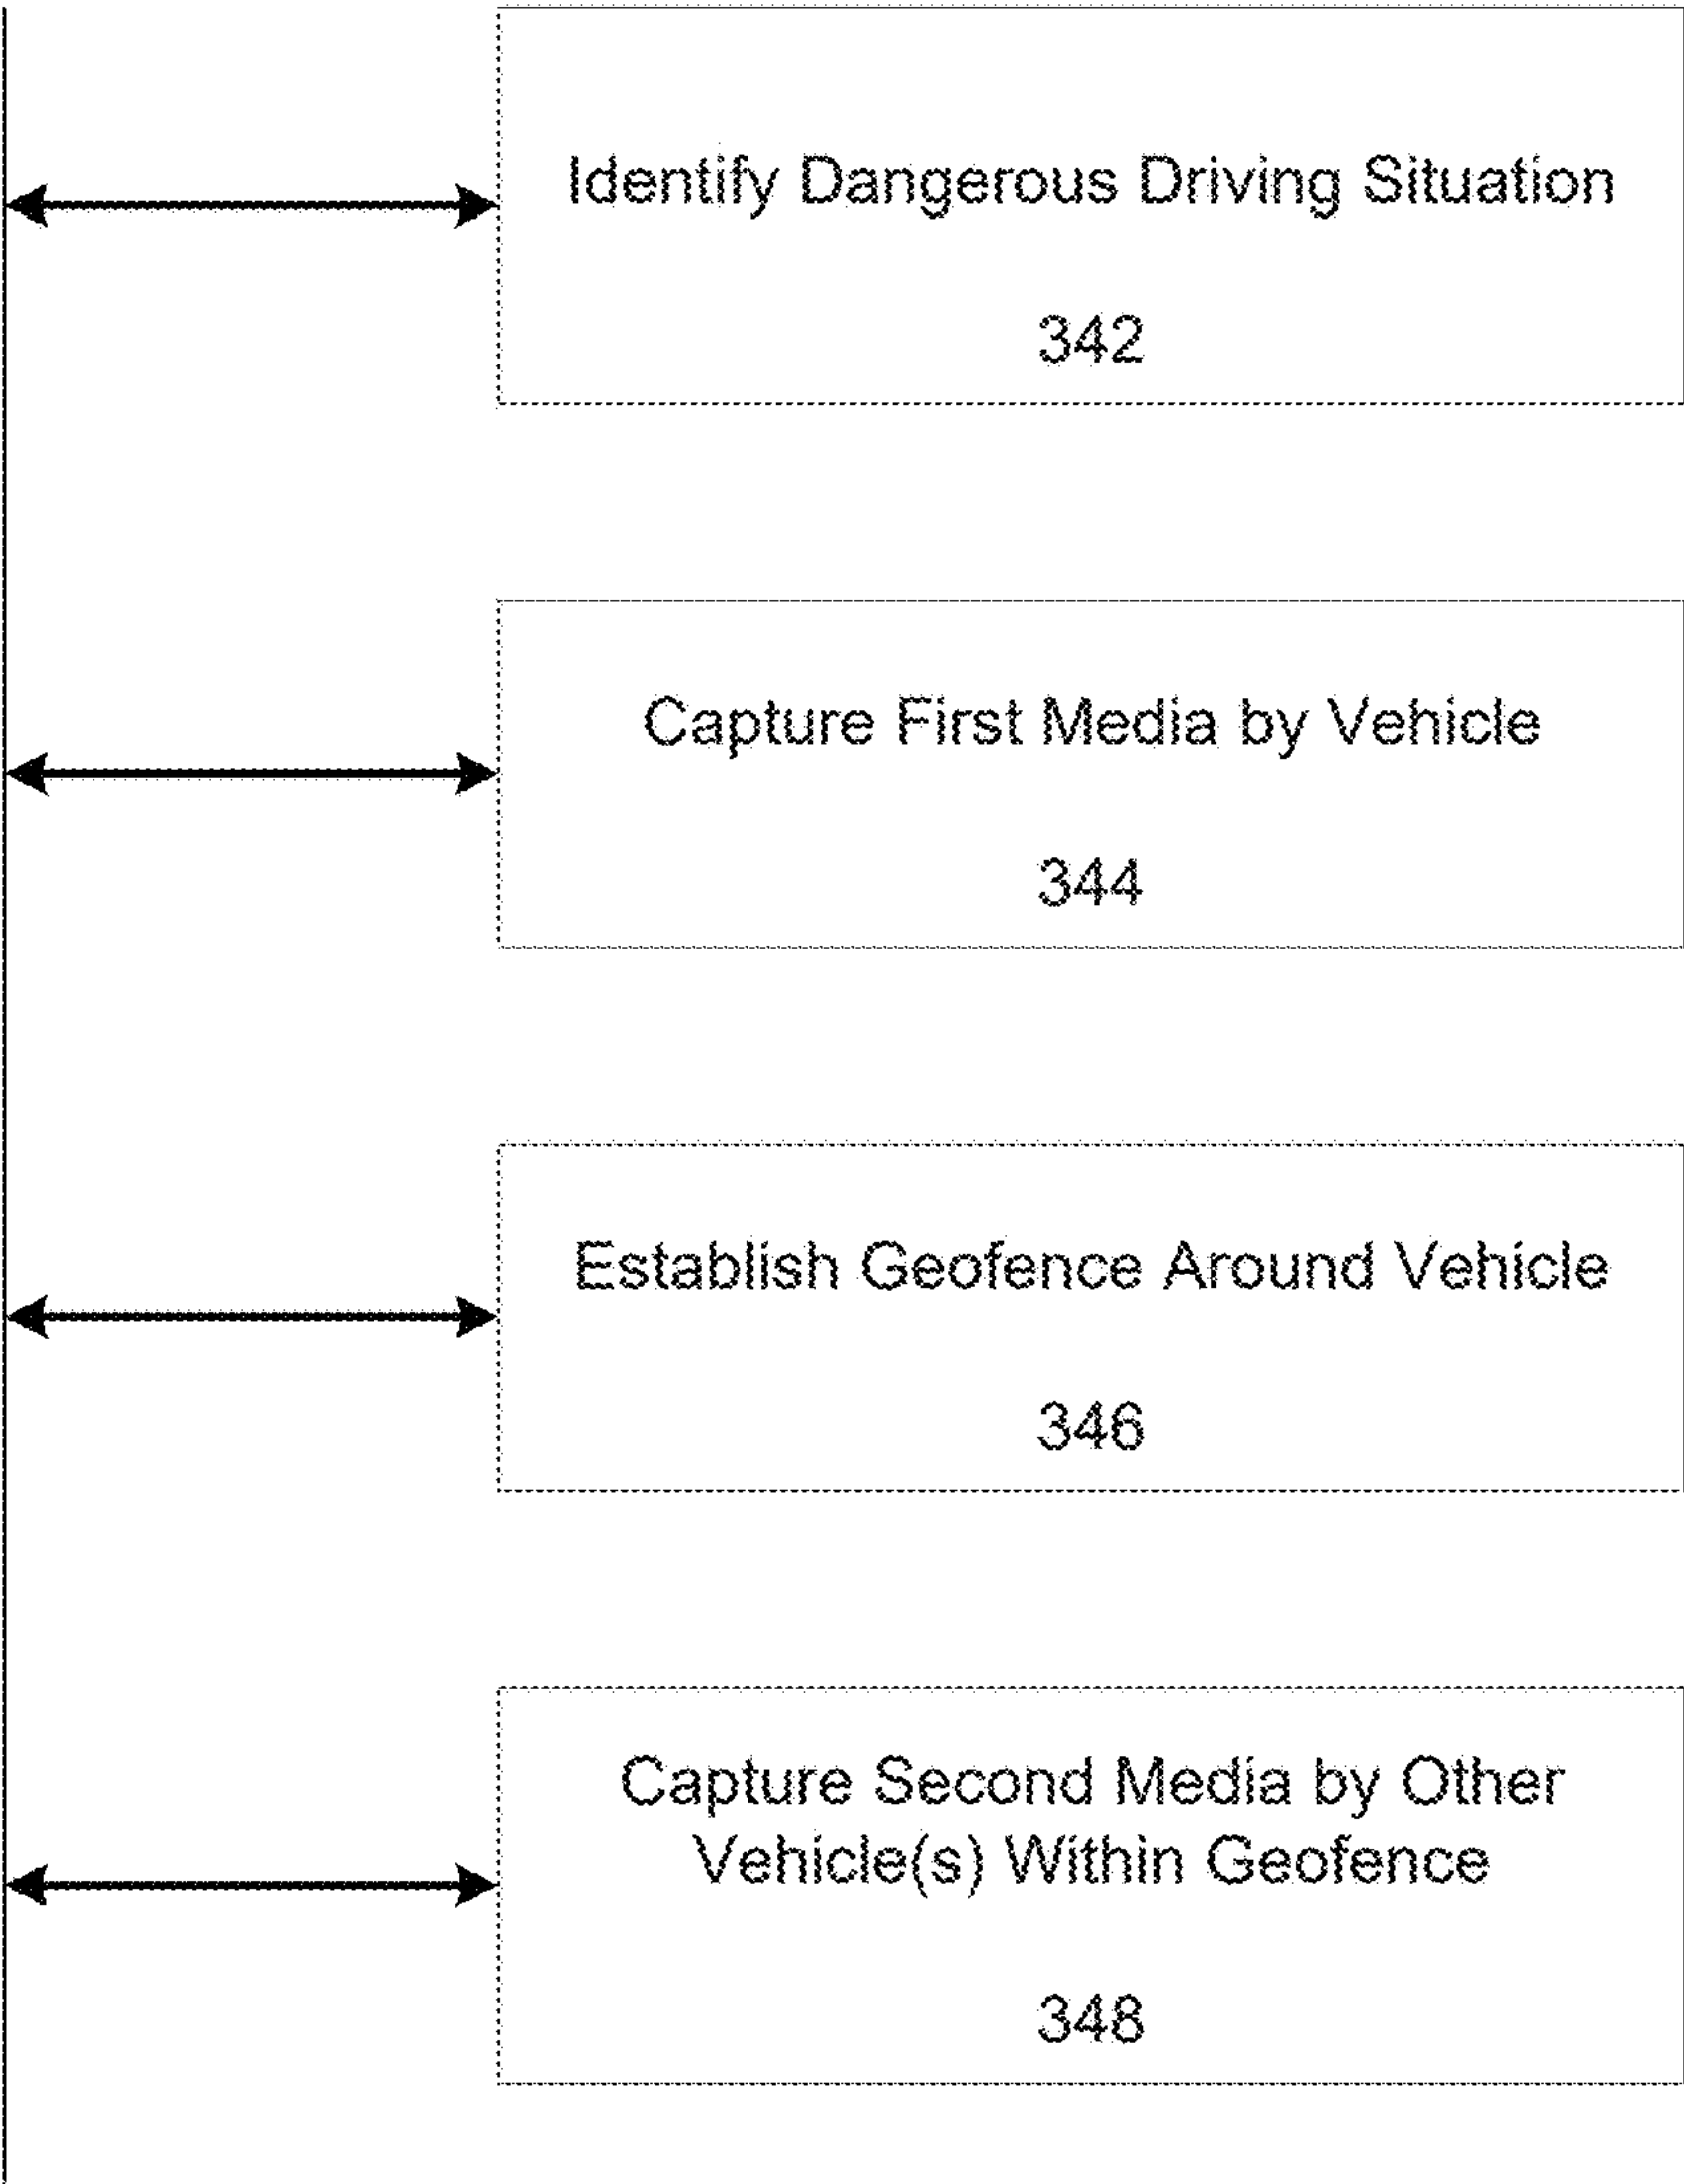 Identify Dangerous Driving Situation
342
Capture First Media by Vehicle
344
Establish Geofence Around Vehicle
346
Capture Second Media by Other
Vehicle(s) Within Geofence
348